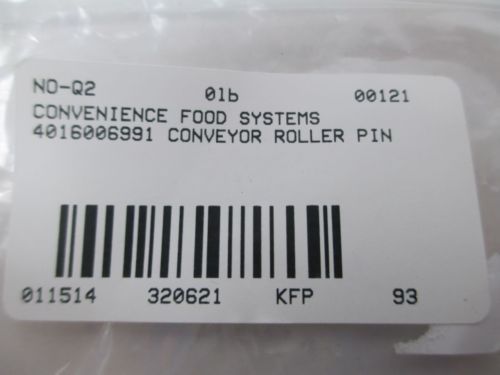 NO-Q2 01b 00121
CONVENIENCE FOOD SYSTEMS
4016006991 CONVEYOR ROLLER PIN
011514 320621 KFP 93